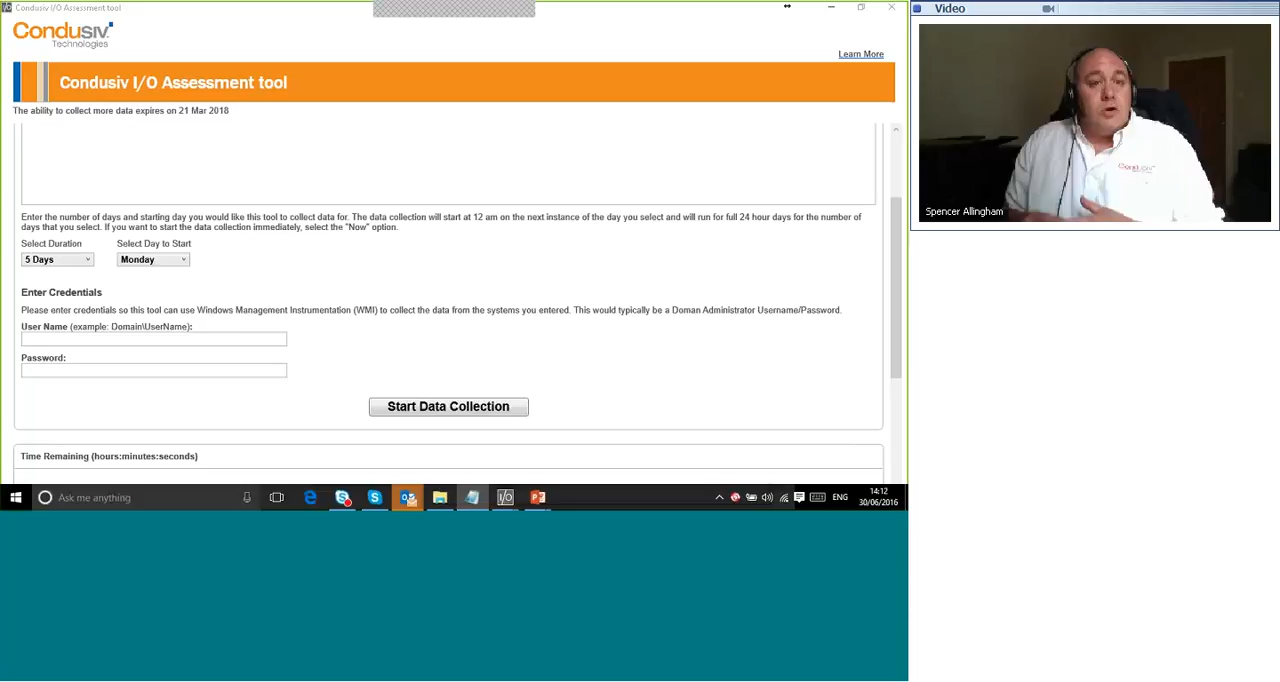 Condusiv I/O Assessment tool
Video
Condusiv
Technologies
Learn More
Condusiv I/O Assessment tool
The ability to collect more data expires on 21 Mar 2018
Enter the number of days and starting day you would like this tool to collect data for. The data collection will start at 12 am on the next instance of the day you select and will run for full 24 hour days for the number of
days that you select. If you want to start the data collection immediately, select the "Now" option.
Select Duration Select Day to Start
5 Days Monday
Enter Credentials
Please enter credentials so this tool can use Windows Management Instrumentation (WMI) to collect the data from the systems you entered. This would typically be a Doman Administrator Username/Password.
User Name (example: Domain\UserName):
Password:
Start Data Collection
Time Remaining (hours:minutes:seconds)
Ask me anything
I/O
ENG
14:12
30/06/2016
Condusiv
Spencer Allingham